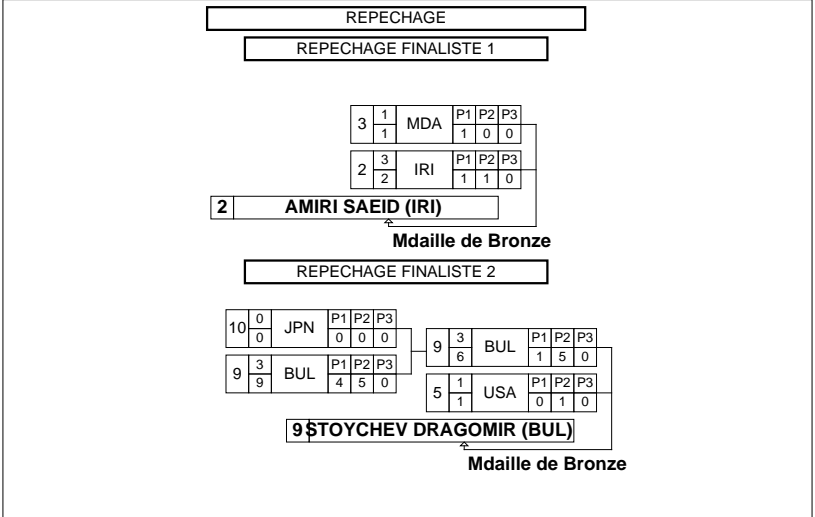 REPECHAGE
REPECHAGE FINALISTE 1
3 1 MDA P1 P2 P3
1 1 0 0
2 3 IRI P1 P2 P3
2 1 1 0
2 AMIRI SAEID (IRI)
Mdaille de Bronze
REPECHAGE FINALISTE 2
10 0 JPN P1 P2 P3
0 0 0 0
9 3 BUL P1 P2 P3
9 4 5 0
9 3 BUL P1 P2 P3
6 1 5 0
5 1 USA P1 P2 P3
1 0 1 0
9 STOYCHEV DRAGOMIR (BUL)
Mdaille de Bronze